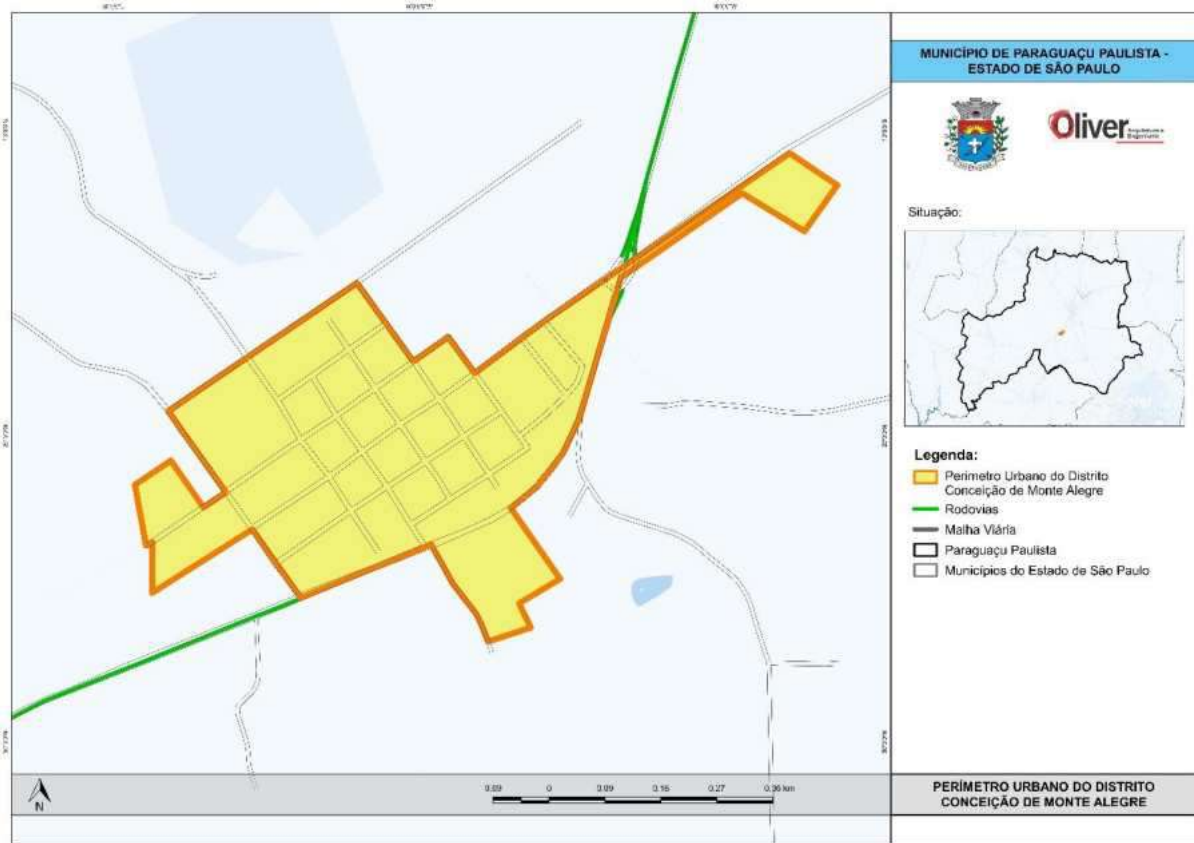 MUNICÍPIO DE PARAGUAÇU PAULISTA -
ESTADO DE SÃO PAULO
Oliver
Situação:
Legenda:
Perímetro Urbano do Distrito
Conceição de Monte Alegre
Rodovias
Malha Viária
Paraguaçu Paulista
Municípios do Estado de São Paulo
N
0.09 0 0.09 0.18 0.27 0.36 km
PERÍMETRO URBANO DO DISTRITO
CONCEIÇÃO DE MONTE ALEGRE